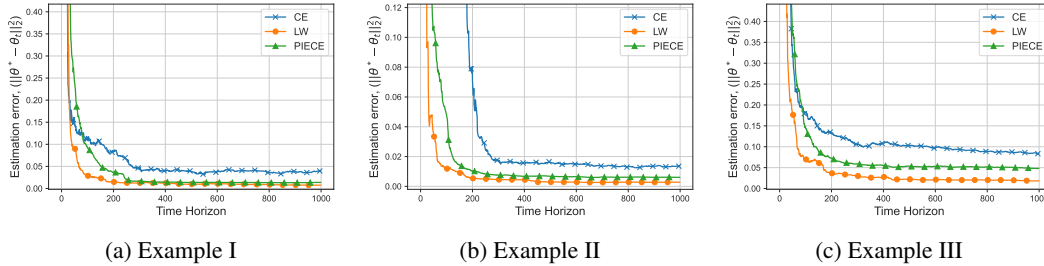 Estimation error, (||θ* − θt||₂²)
0.40
0.35
0.30
0.25
0.20
0.15
0.10
0.05
0.00
CE
LW
PIECE
0 200 400 600 800 1000
Time Horizon
(a) Example I
Estimation error, (||θ* − θt||₂²)
0.12
0.10
0.08
0.06
0.04
0.02
0.00
CE
LW
PIECE
0 200 400 600 800 1000
Time Horizon
(b) Example II
Estimation error, (||θ* − θt||₂²)
0.40
0.35
0.30
0.25
0.20
0.15
0.10
0.05
0.00
CE
LW
PIECE
0 200 400 600 800 1000
Time Horizon
(c) Example III